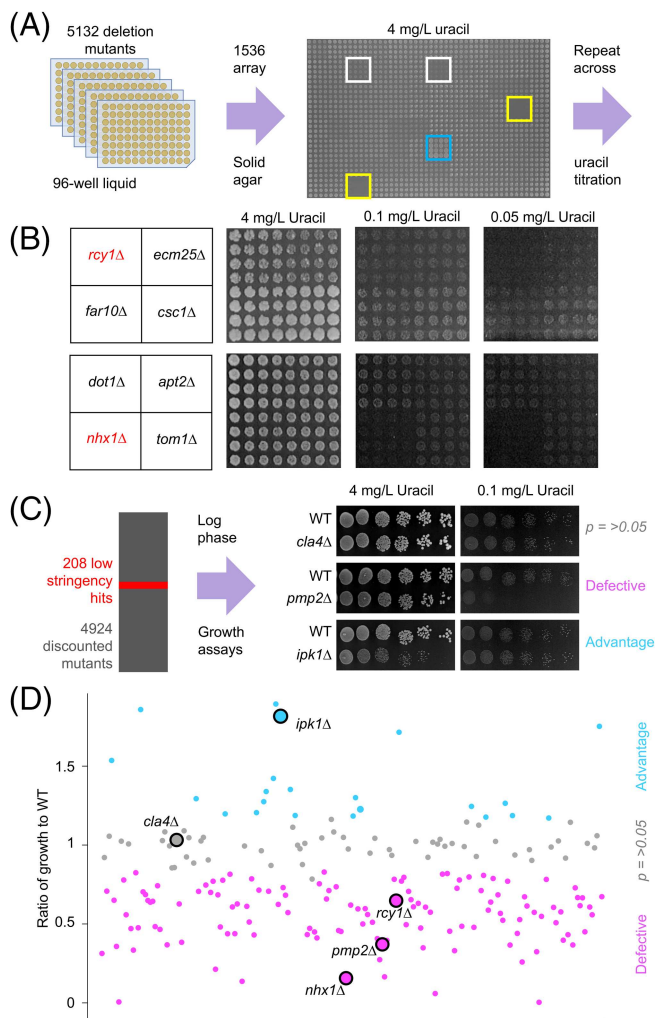 (A)
5132 deletion
mutants
96-well liquid
1536
array
Solid
agar
4 mg/L uracil
Repeat
across
uracil
titration
(B)
4 mg/L Uracil
0.1 mg/L Uracil
0.05 mg/L Uracil
rcy1Δ
ecm25Δ
far10Δ
csc1Δ
dot1Δ
apt2Δ
nhx1Δ
tom1Δ
(C)
208 low
stringency
hits
4924
discounted
mutants
Log
phase
Growth
assays
4 mg/L Uracil
0.1 mg/L Uracil
WT
cla4Δ
p = >0.05
WT
pmp2Δ
Defective
WT
ipk1Δ
Advantage
(D)
Ratio of growth to WT
1.5
1
0.5
0
ipk1Δ
cla4Δ
rcy1Δ
pmp2Δ
nhx1Δ
Advantage
p = >0.05
Defective